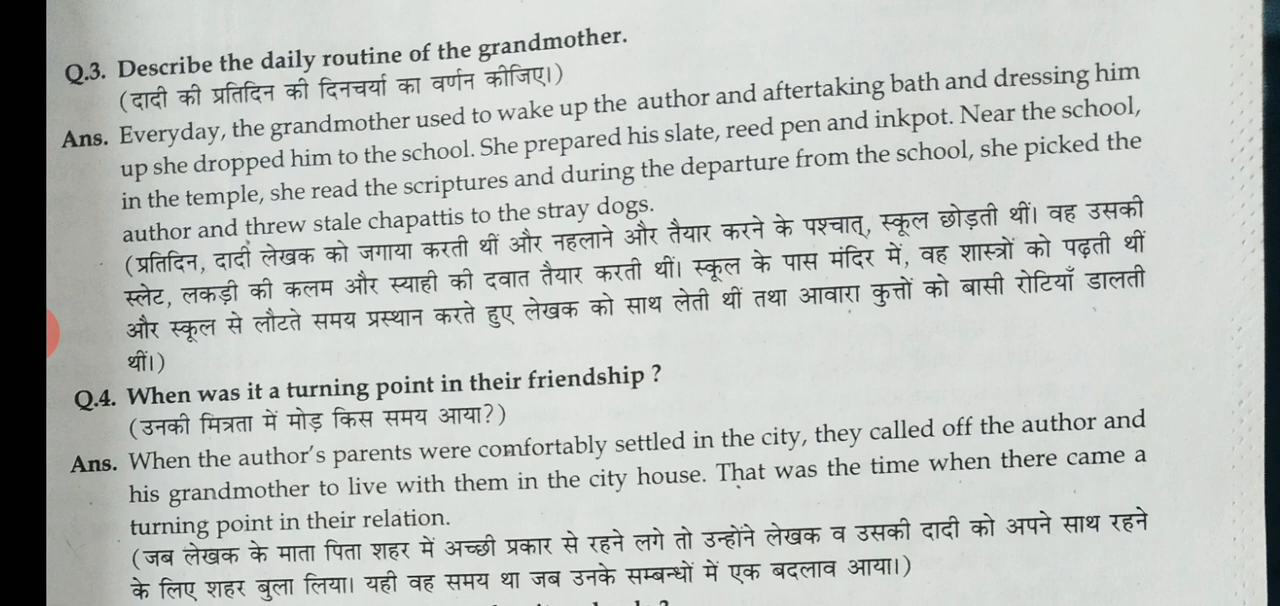 Q.3. Describe the daily routine of the grandmother.
(दादी की प्रतिदिन की दिनचर्या का वर्णन कीजिए।)
Ans. Everyday, the grandmother used to wake up the author and aftertaking bath and dressing him
up she dropped him to the school. She prepared his slate, reed pen and inkpot. Near the school,
in the temple, she read the scriptures and during the departure from the school, she picked the
author and threw stale chapattis to the stray dogs.
(प्रतिदिन, दादी लेखक को जगाया करती थीं और नहलाने और तैयार करने के पश्चात्, स्कूल छोड़ती थीं। वह उसकी
स्लेट, लकड़ी की कलम और स्याही की दवात तैयार करती थीं। स्कूल के पास मंदिर में, वह शास्त्रों को पढ़ती थीं
और स्कूल से लौटते समय प्रस्थान करते हुए लेखक को साथ लेती थीं तथा आवारा कुत्तों को बासी रोटियाँ डालती
थीं।)
Q.4. When was it a turning point in their friendship ?
(उनकी मित्रता में मोड़ किस समय आया?)
Ans. When the author's parents were comfortably settled in the city, they called off the author and
his grandmother to live with them in the city house. That was the time when there came a
turning point in their relation.
(जब लेखक के माता पिता शहर में अच्छी प्रकार से रहने लगे तो उन्होंने लेखक व उसकी दादी को अपने साथ रहने
के लिए शहर बुला लिया। यही वह समय था जब उनके सम्बन्धों में एक बदलाव आया।)